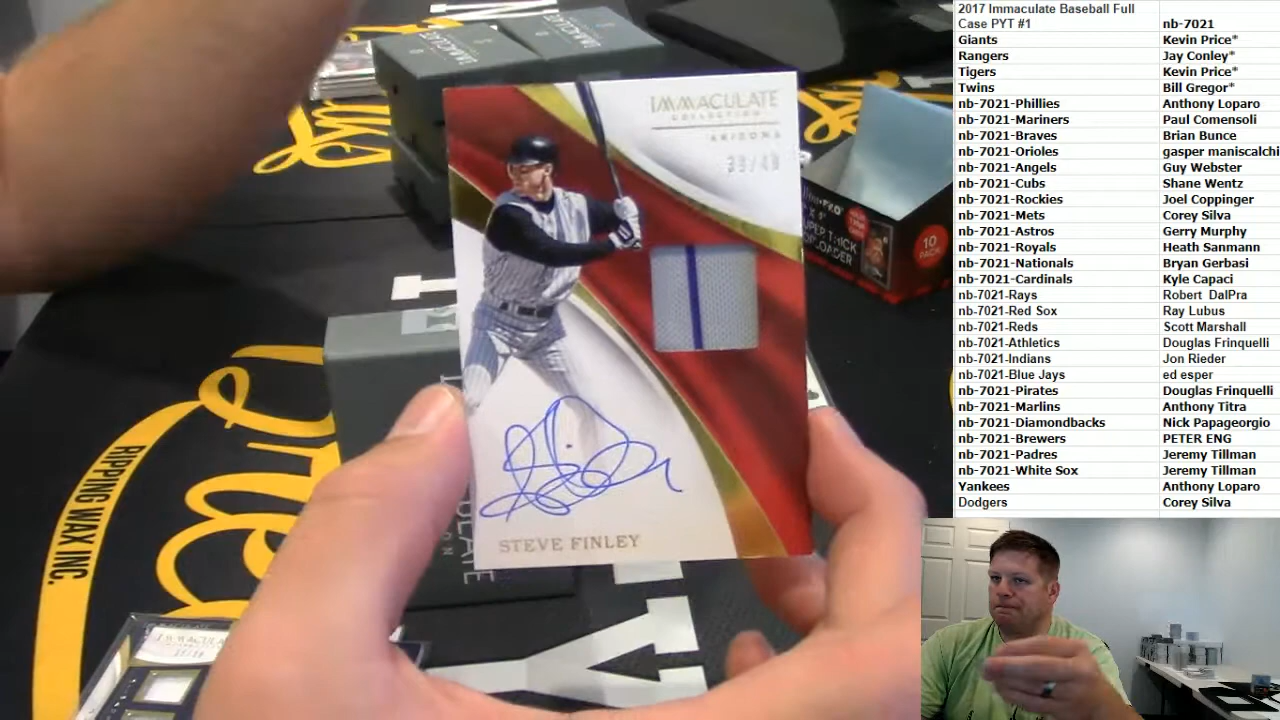 2017 Immaculate Baseball Full
Case PYT #1 nb-7021
Giants Kevin Price*
Rangers Jay Conley*
Tigers Kevin Price*
Twins Bill Gregor*
nb-7021-Phillies Anthony Loparo
nb-7021-Mariners Paul Comensoli
nb-7021-Braves Brian Bunce
nb-7021-Orioles gasper maniscalchi
nb-7021-Angels Guy Webster
nb-7021-Cubs Shane Wentz
nb-7021-Rockies Joel Coppinger
nb-7021-Mets Corey Silva
nb-7021-Astros Gerry Murphy
nb-7021-Royals Heath Sanmann
nb-7021-Nationals Bryan Gerbasi
nb-7021-Cardinals Kyle Capaci
nb-7021-Rays Robert DalPra
nb-7021-Red Sox Ray Lubus
nb-7021-Reds Scott Marshall
nb-7021-Athletics Douglas Frinquelli
nb-7021-Indians Jon Rieder
nb-7021-Blue Jays ed esper
nb-7021-Pirates Douglas Frinquelli
nb-7021-Marlins Anthony Titra
nb-7021-Diamondbacks Nick Papageorgio
nb-7021-Brewers PETER ENG
nb-7021-Padres Jeremy Tillman
nb-7021-White Sox Jeremy Tillman
Yankees Anthony Loparo
Dodgers Corey Silva
IMMACULATE
COLLECTION
ARIZONA
STEVE FINLEY
RIPPING WAX INC.
IMMACULATE
IMMACULATE
10
PACK